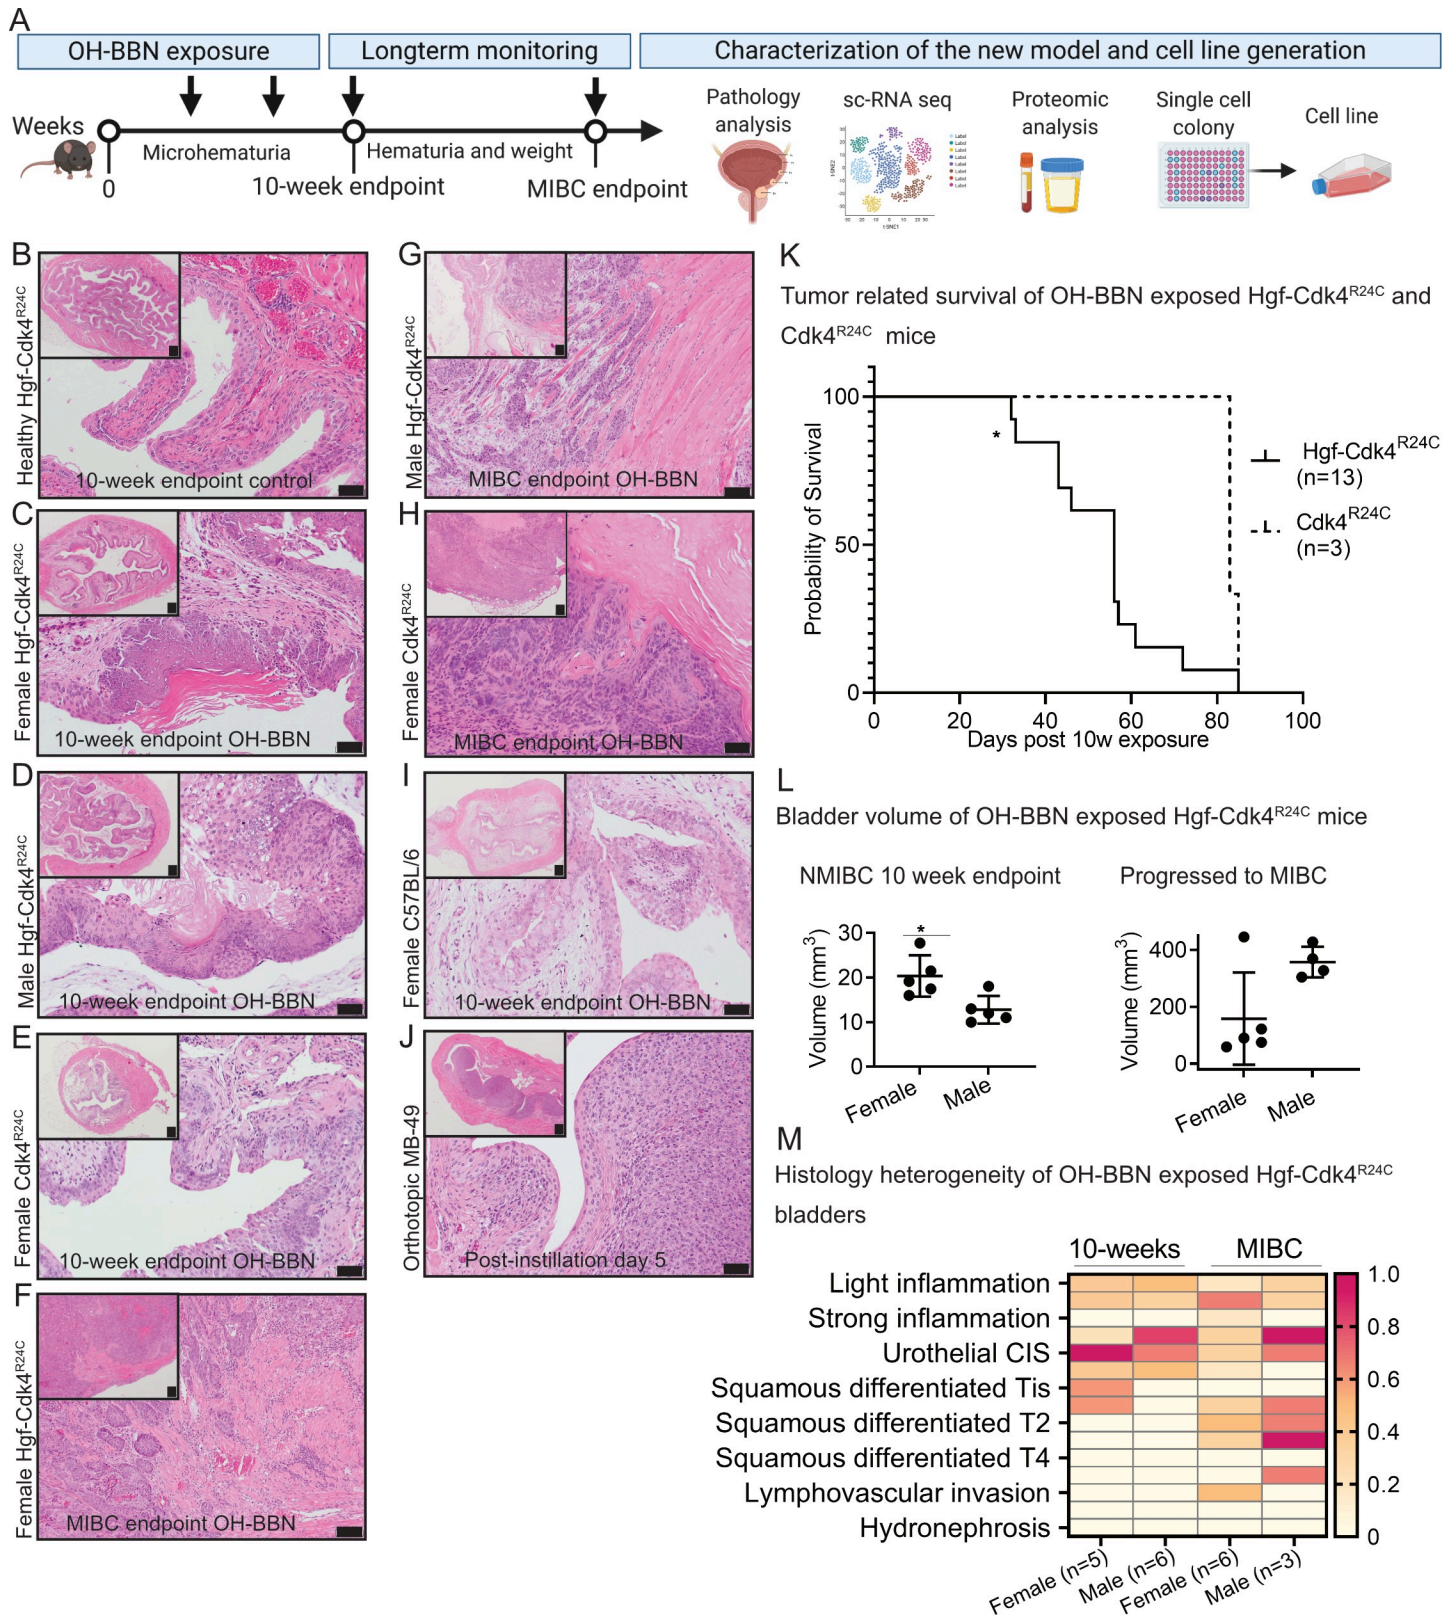 A
OH-BBN exposure
Longterm monitoring
Characterization of the new model and cell line generation
Weeks
Microhematuria
Hematuria and weight
0
10-week endpoint
MIBC endpoint
Pathology
analysis
sc-RNA seq
Proteomic
analysis
Single cell
colony
Cell line
t-SNE2
t-SNE1
Label
Label
Label
Label
Label
Label
Label
Label
B
Healthy Hgf-Cdk4R24C
10-week endpoint control
C
Female Hgf-Cdk4R24C
10-week endpoint OH-BBN
D
Male Hgf-Cdk4R24C
10-week endpoint OH-BBN
E
Female Cdk4R24C
10-week endpoint OH-BBN
F
Female Hgf-Cdk4R24C
MIBC endpoint OH-BBN
G
Male Hgf-Cdk4R24C
MIBC endpoint OH-BBN
H
Female Cdk4R24C
MIBC endpoint OH-BBN
I
Female C57BL/6
10-week endpoint OH-BBN
J
Orthotopic MB-49
Post-instillation day 5
K
Tumor related survival of OH-BBN exposed Hgf-Cdk4R24C and
Cdk4R24C mice
Probability of Survival
100
50
0
*
0 20 40 60 80 100
Days post 10w exposure
Hgf-Cdk4R24C
(n=13)
Cdk4R24C
(n=3)
L
Bladder volume of OH-BBN exposed Hgf-Cdk4R24C mice
NMIBC 10 week endpoint
Volume (mm3)
30
20
10
0
*
Female Male
Progressed to MIBC
Volume (mm3)
400
200
0
Female Male
M
Histology heterogeneity of OH-BBN exposed Hgf-Cdk4R24C
bladders
10-weeks MIBC
Light inflammation
Strong inflammation
Urothelial CIS
Squamous differentiated Tis
Squamous differentiated T2
Squamous differentiated T4
Lymphovascular invasion
Hydronephrosis
1.0
0.8
0.6
0.4
0.2
0
Female (n=5)
Male (n=6)
Female (n=6)
Male (n=3)